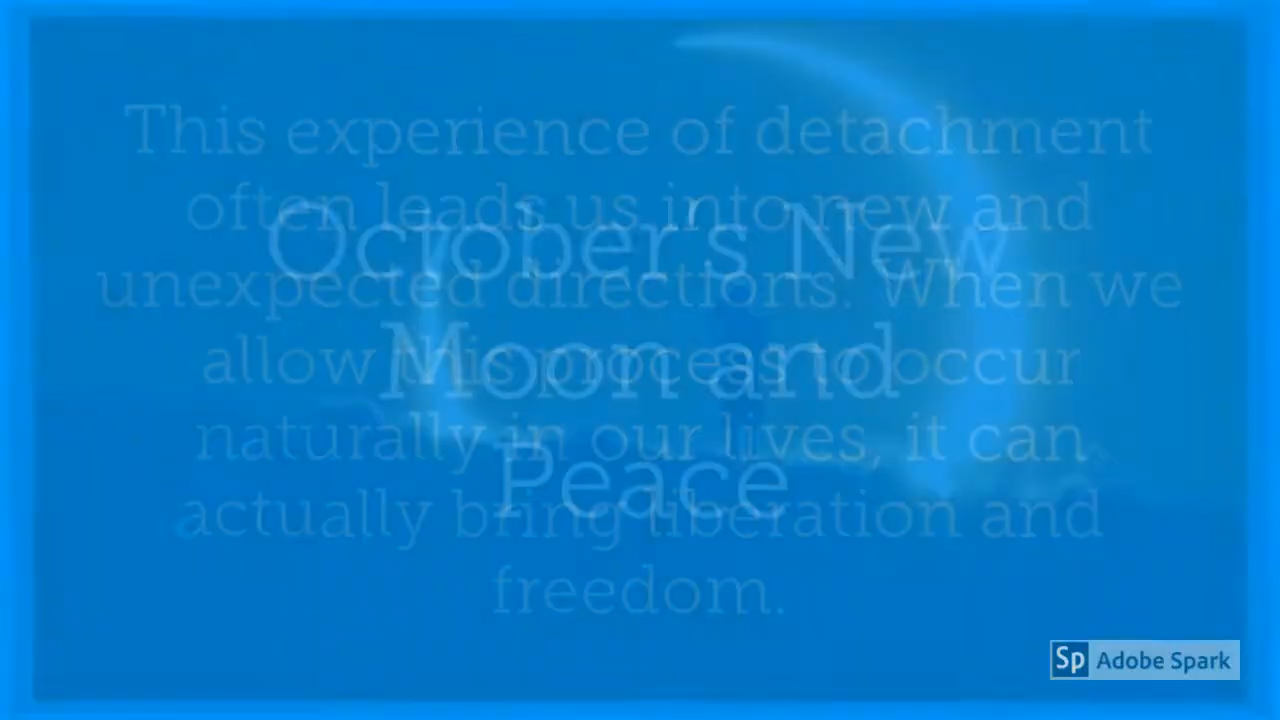 This experience of detachment
often leads us into new and
unexpected directions. When we
allow this process to occur
naturally in our lives, it can
actually bring liberation and
freedom.
October's New
Moon and
Peace
Sp Adobe Spark